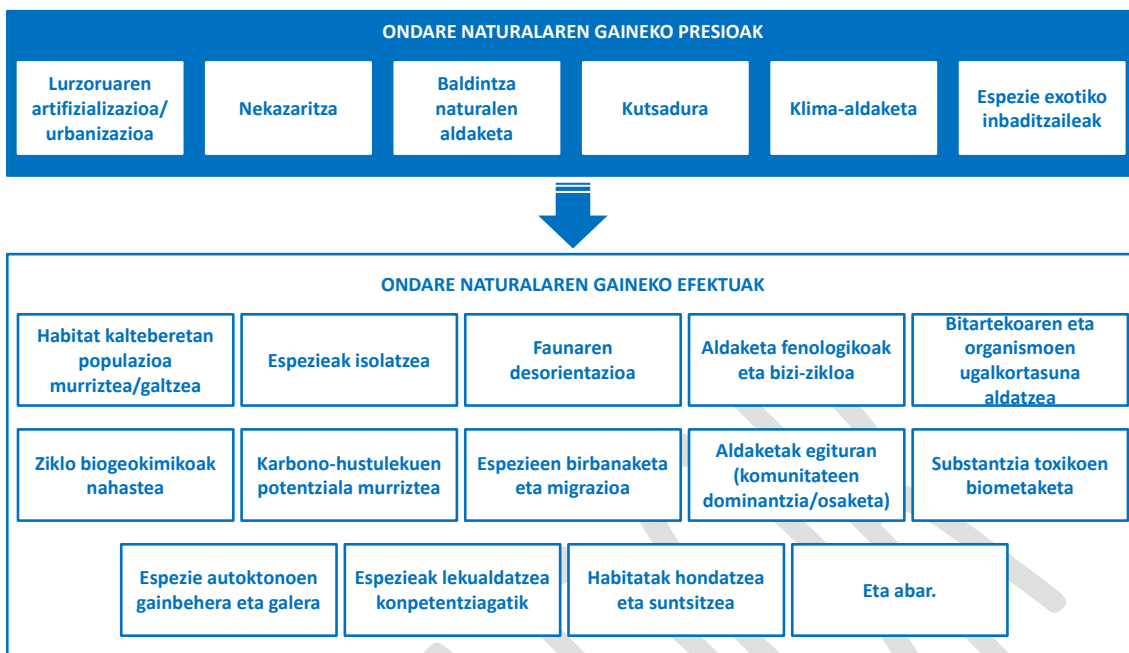 ONDARE NATURALAREN GAINEKO PRESIOAK
Lurzoruaren
artifizializazioa/
urbanizazioa
Nekazaritza
Baldintza
naturalen
aldaketa
Kutsadura
Klima-aldaketa
Espezie exotiko
inbaditzaileak
ONDARE NATURALAREN GAINEKO EFEKTUAK
Habitat kalteberetan
populazioa
murriztea/galtzea
Espezieak isolatzea
Faunaren
desorientazioa
Aldaketa fenologikoak
eta bizi-zikloa
Bitartekoaren eta
organismoen
ugalkortasuna
aldatzea
Ziklo biogeokimikoak
nahastea
Karbono-hustulekuen
potentziala murriztea
Espezieen birbanaketa
eta migrazioa
Aldaketak egituran
(komunitateen
dominantzia/osaketa)
Substantzia toxikoen
biometaketa
Espezie autoktonoen
gainbehera eta galera
Espezieak lekualdatzea
konpetentziagatik
Habitatak hondatzea
eta suntsitzea
Eta abar.